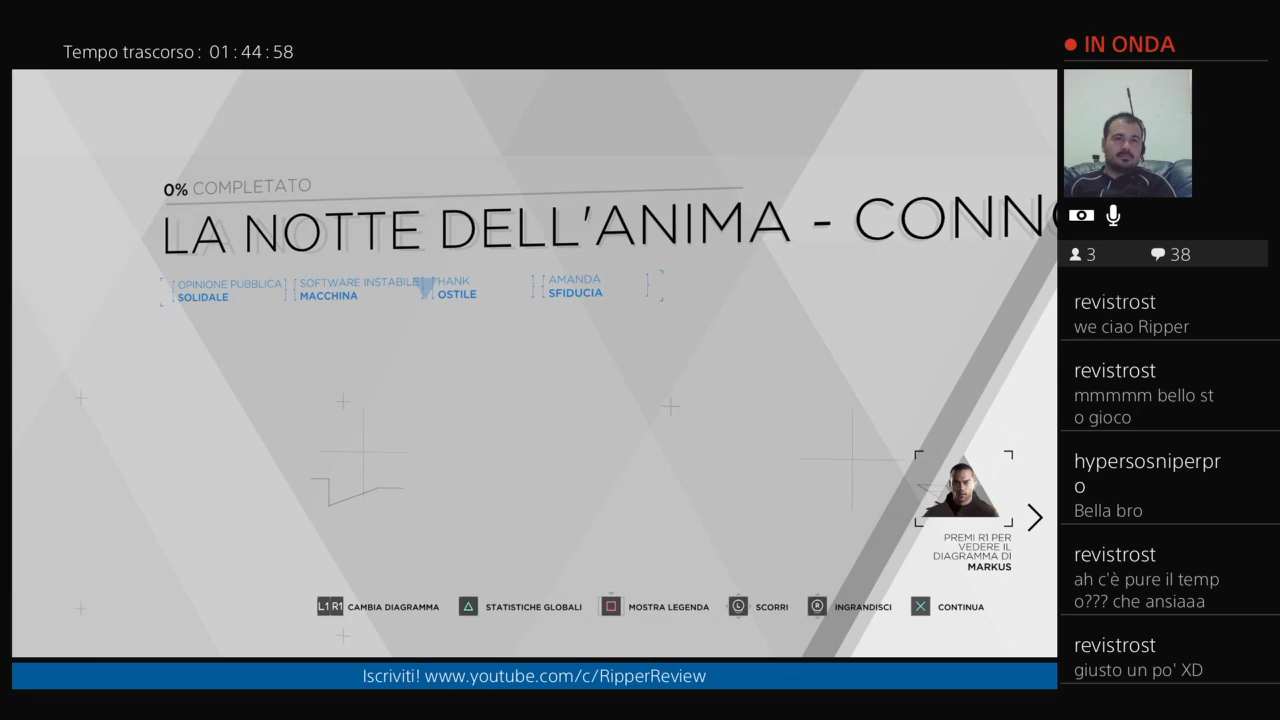 Tempo trascorso: 01:44:58
IN ONDA
0% COMPLETATO
LA NOTTE DELL'ANIMA - CONN
OPINIONE PUBBLICA
SOLIDALE
SOFTWARE INSTABILE
MACCHINA
HANK
OSTILE
AMANDA
SFIDUCIA
PREMI R1 PER
VEDERE IL
DIAGRAMMA DI
MARKUS
L1 R1 CAMBIA DIAGRAMMA
STATISTICHE GLOBALI
MOSTRA LEGENDA
L SCORRI
R INGRANDISCI
CONTINUA
Iscriviti! www.youtube.com/c/RipperReview
3
38
revistrost
we ciao Ripper
revistrost
mmmmm bello st
o gioco
hypersosniperpr
o
Bella bro
revistrost
ah c'è pure il temp
o??? che ansiaaa
revistrost
giusto un po' XD